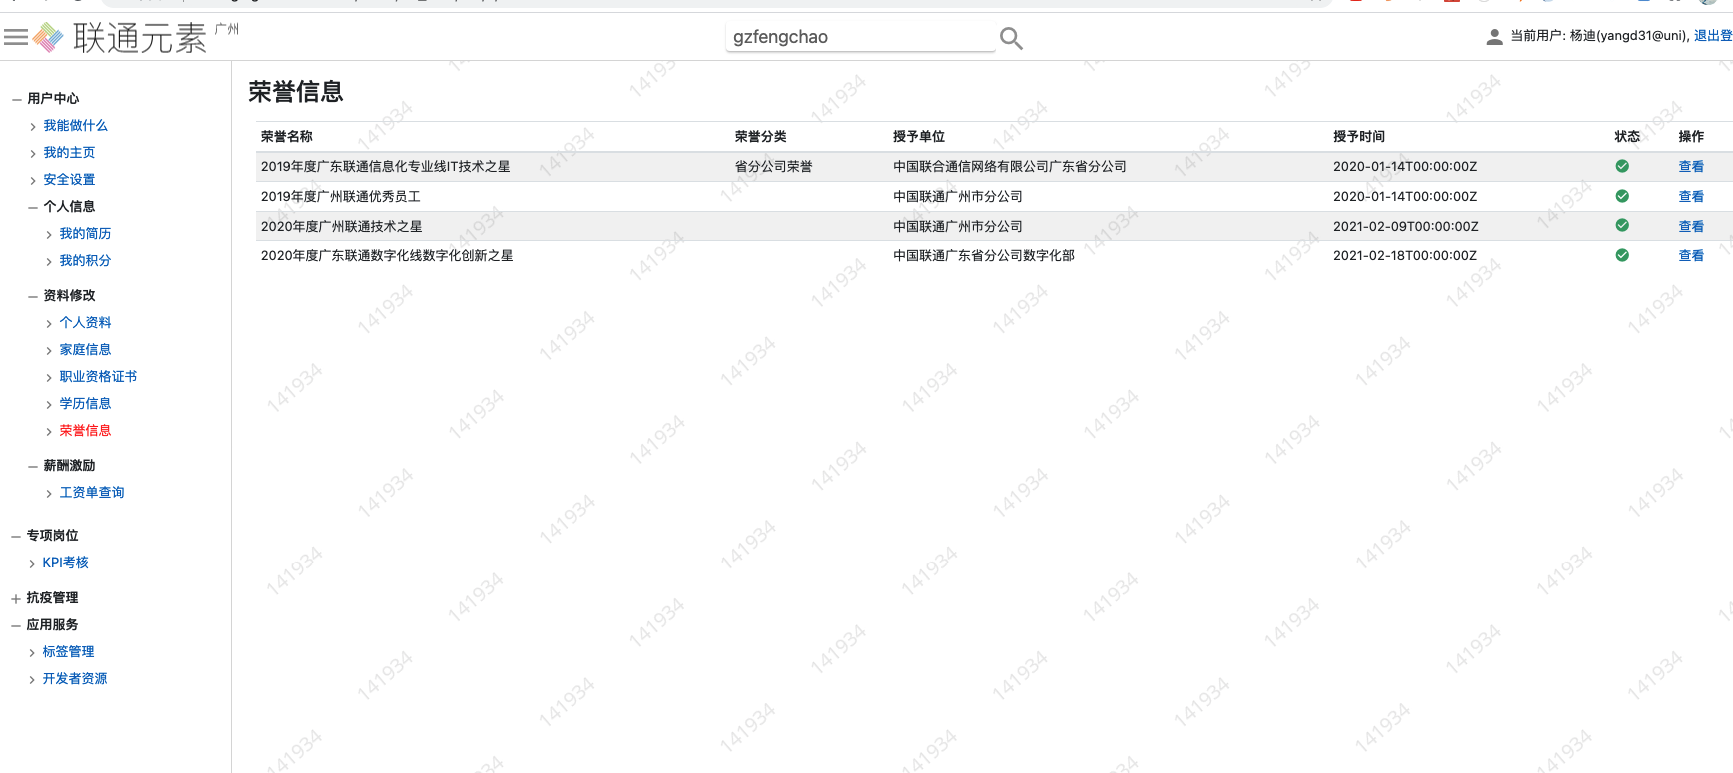 联通元素 广州
gzfengchao
当前用户: 杨迪(yangd31@uni), 退出登
用户中心
我能做什么
我的主页
安全设置
个人信息
我的简历
我的积分
资料修改
个人资料
家庭信息
职业资格证书
学历信息
荣誉信息
薪酬激励
工资单查询
专项岗位
KPI考核
抗疫管理
应用服务
标签管理
开发者资源
荣誉信息
荣誉名称 荣誉分类 授予单位 授予时间 状态 操作
2019年度广东联通信息化专业线IT技术之星 省分公司荣誉 中国联合通信网络有限公司广东省分公司 2020-01-14T00:00:00Z 查看
2019年度广州联通优秀员工 中国联通广州市分公司 2020-01-14T00:00:00Z 查看
2020年度广州联通技术之星 中国联通广州市分公司 2021-02-09T00:00:00Z 查看
2020年度广东联通数字化线数字化创新之星 中国联通广东省分公司数字化部 2021-02-18T00:00:00Z 查看
141934